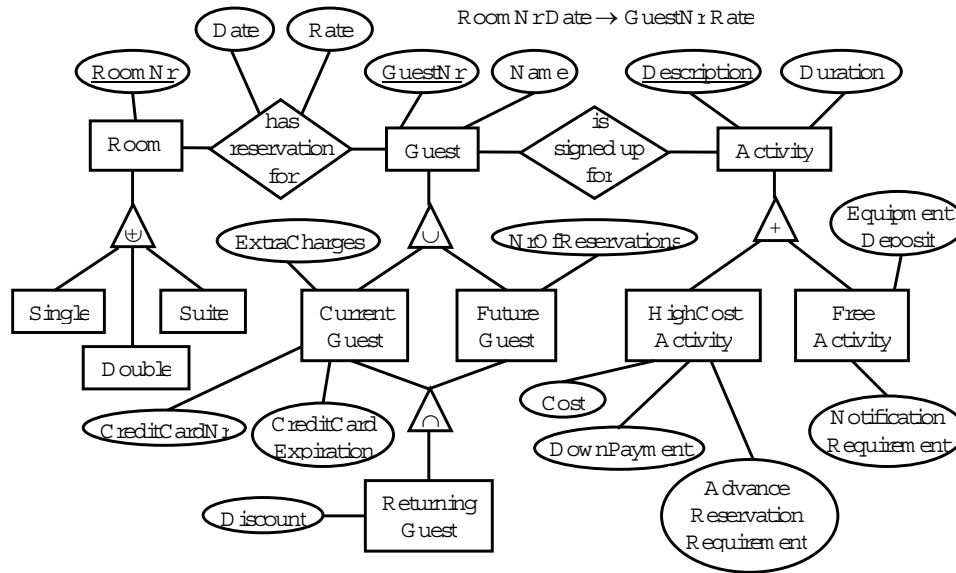 RoomNrDate → GuestNrRate
Date
Rate
RoomNr
GuestNr
Name
Description
Duration
Room
has
reservation
for
Guest
is
signed up
for
Activity
⊎
∪
+
ExtraCharges
NrOfReservations
Equipment
Deposit
Single
Suite
Double
Current
Guest
Future
Guest
HighCost
Activity
Free
Activity
CreditCardNr
CreditCard
Expiration
∩
Cost
DownPayment
Notification
Requirement
Discount
Returning
Guest
Advance
Reservation
Requirement